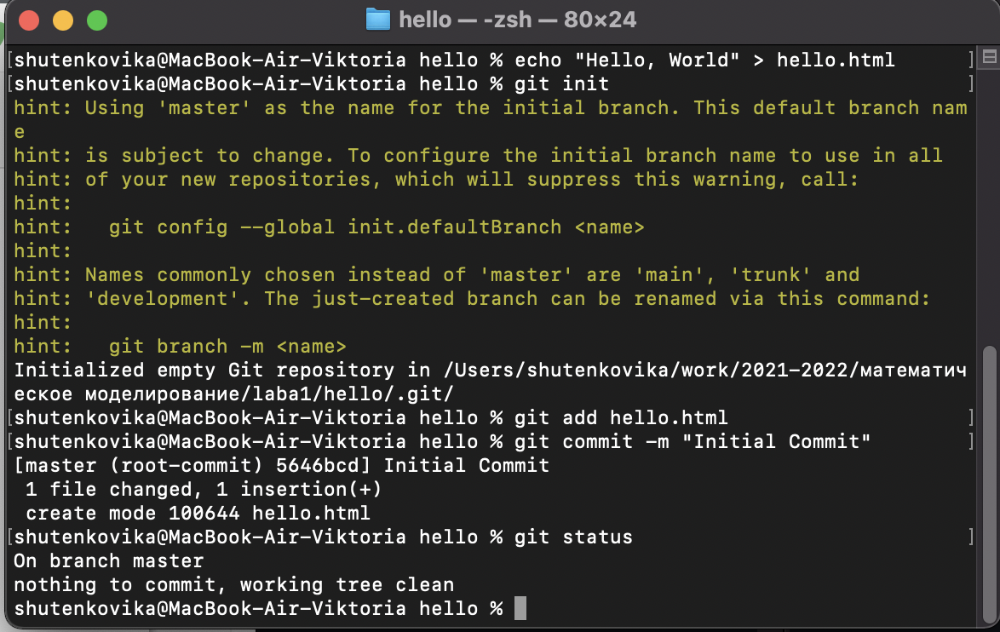 hello — -zsh — 80×24
[shutenkovika@MacBook-Air-Viktoria hello % echo "Hello, World" > hello.html ]
[shutenkovika@MacBook-Air-Viktoria hello % git init ]
hint: Using 'master' as the name for the initial branch. This default branch nam
e
hint: is subject to change. To configure the initial branch name to use in all
hint: of your new repositories, which will suppress this warning, call:
hint:
hint:   git config --global init.defaultBranch <name>
hint:
hint: Names commonly chosen instead of 'master' are 'main', 'trunk' and
hint: 'development'. The just-created branch can be renamed via this command:
hint:
hint:   git branch -m <name>
Initialized empty Git repository in /Users/shutenkovika/work/2021-2022/математич
еское моделирование/laba1/hello/.git/
[shutenkovika@MacBook-Air-Viktoria hello % git add hello.html ]
[shutenkovika@MacBook-Air-Viktoria hello % git commit -m "Initial Commit" ]
[master (root-commit) 5646bcd] Initial Commit
 1 file changed, 1 insertion(+)
 create mode 100644 hello.html
[shutenkovika@MacBook-Air-Viktoria hello % git status ]
On branch master
nothing to commit, working tree clean
shutenkovika@MacBook-Air-Viktoria hello %